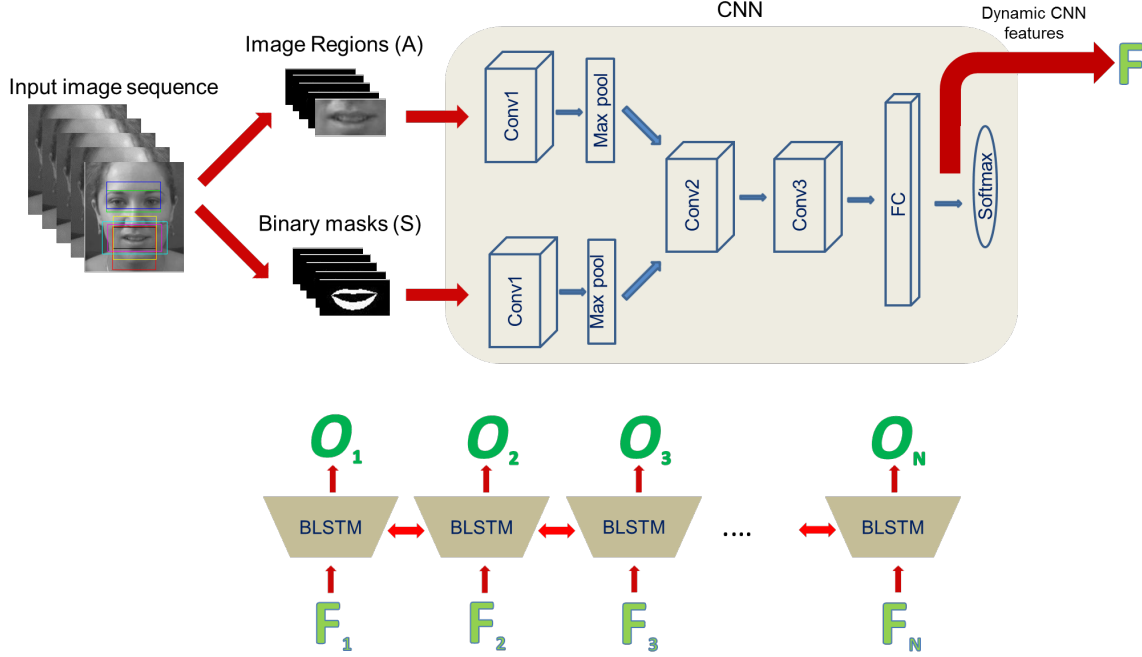 CNN
Dynamic CNN
features
F
Image Regions (A)
Input image sequence
Conv1
Max pool
Conv2
Conv3
FC
Softmax
Binary masks (S)
Conv1
Max pool
O1
O2
O3
ON
BLSTM
BLSTM
BLSTM
....
BLSTM
F1
F2
F3
FN